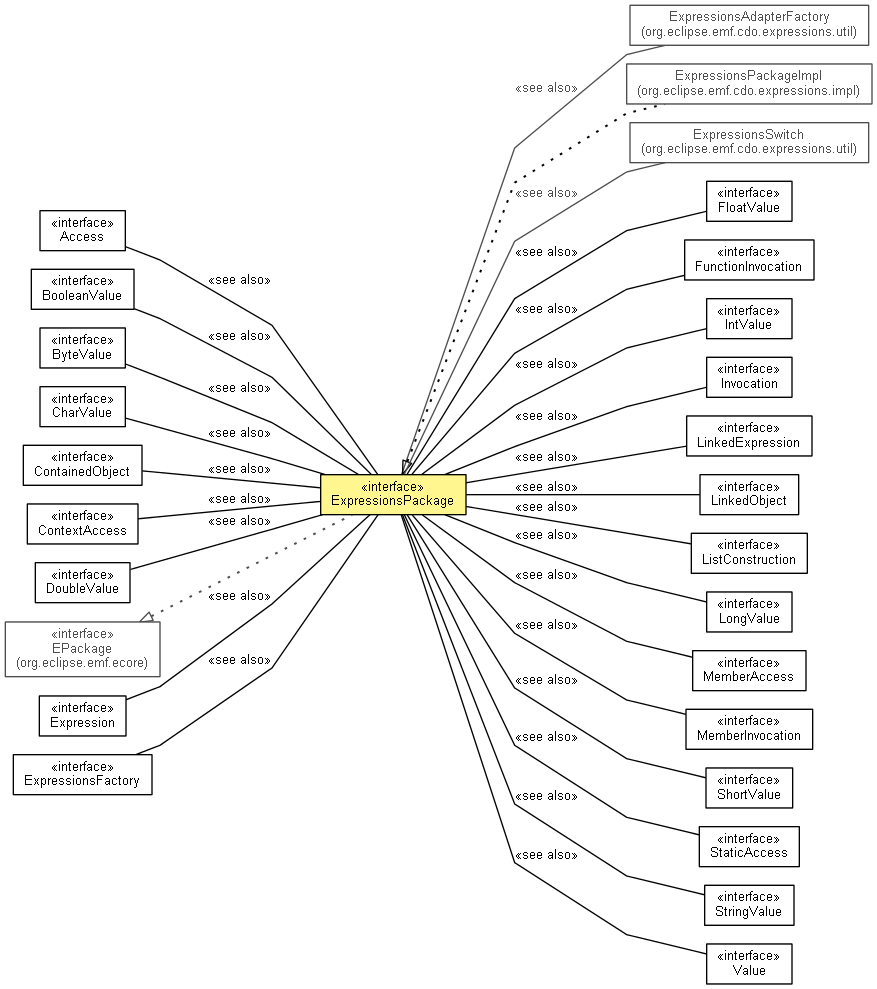 ExpressionsAdapterFactory
(org.eclipse.emf.cdo.expressions.util)
«see also»
ExpressionsPackageImpl
(org.eclipse.emf.cdo.expressions.impl)
ExpressionsSwitch
(org.eclipse.emf.cdo.expressions.util)
«see also»
«interface»
Access
«see also»
«interface»
BooleanValue
«see also»
«interface»
ByteValue
«see also»
«interface»
CharValue
«see also»
«interface»
ContainedObject
«see also»
«interface»
ContextAccess
«see also»
«interface»
DoubleValue
«see also»
«interface»
EPackage
(org.eclipse.emf.ecore)
«interface»
Expression
«see also»
«interface»
ExpressionsFactory
«see also»
«interface»
ExpressionsPackage
«see also»
«interface»
FloatValue
«see also»
«interface»
FunctionInvocation
«see also»
«interface»
IntValue
«see also»
«interface»
Invocation
«see also»
«interface»
LinkedExpression
«see also»
«interface»
LinkedObject
«see also»
«interface»
ListConstruction
«see also»
«interface»
LongValue
«see also»
«interface»
MemberAccess
«see also»
«interface»
MemberInvocation
«see also»
«interface»
ShortValue
«see also»
«interface»
StaticAccess
«see also»
«interface»
StringValue
«see also»
«interface»
Value